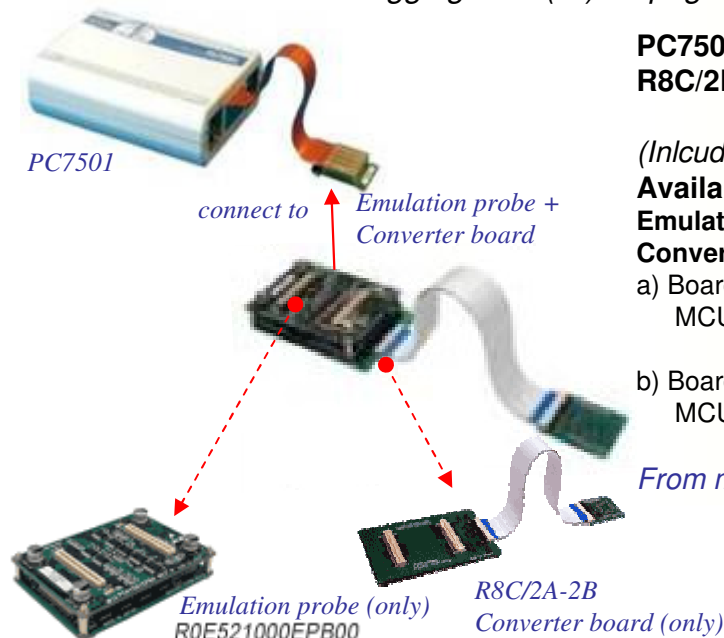 PC750
R8C/2
PC7501
(Inlcud
Availa
connect to
Emulation probe +
Converter board
Emulat
Conver
a) Boar
MCU
b) Boar
MCU
From
R8C/2A-2B
Converter board (only)
Emulation probe (only)
R0E521000EPB00